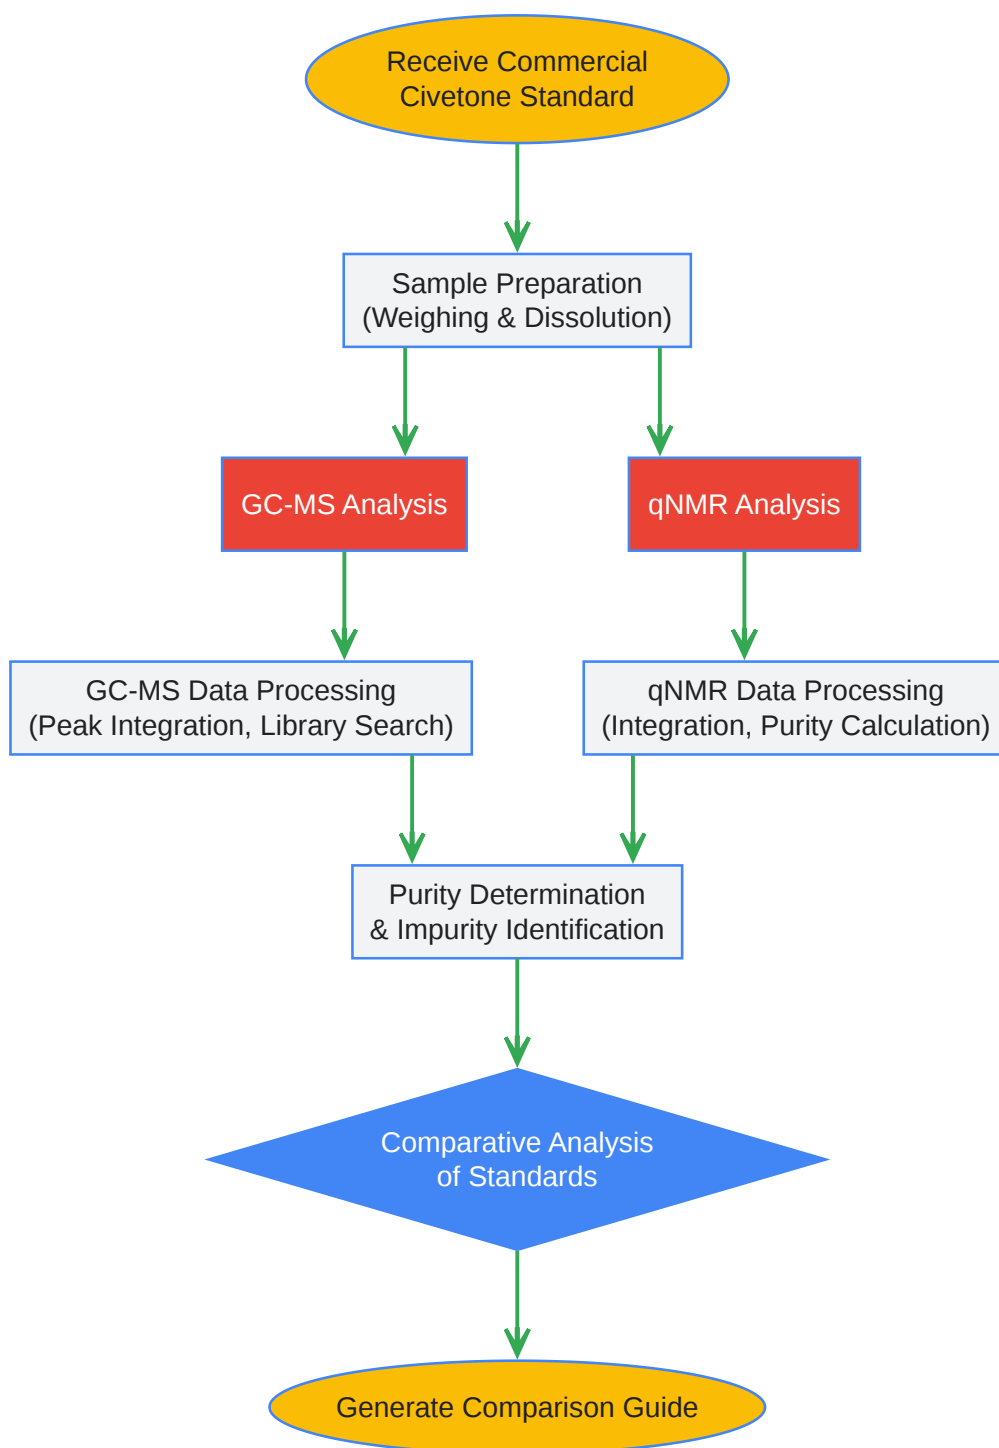 Receive Commercial
Civetone Standard
Sample Preparation
(Weighing & Dissolution)
GC-MS Analysis
qNMR Analysis
GC-MS Data Processing
(Peak Integration, Library Search)
qNMR Data Processing
(Integration, Purity Calculation)
Purity Determination
& Impurity Identification
Comparative Analysis
of Standards
Generate Comparison Guide